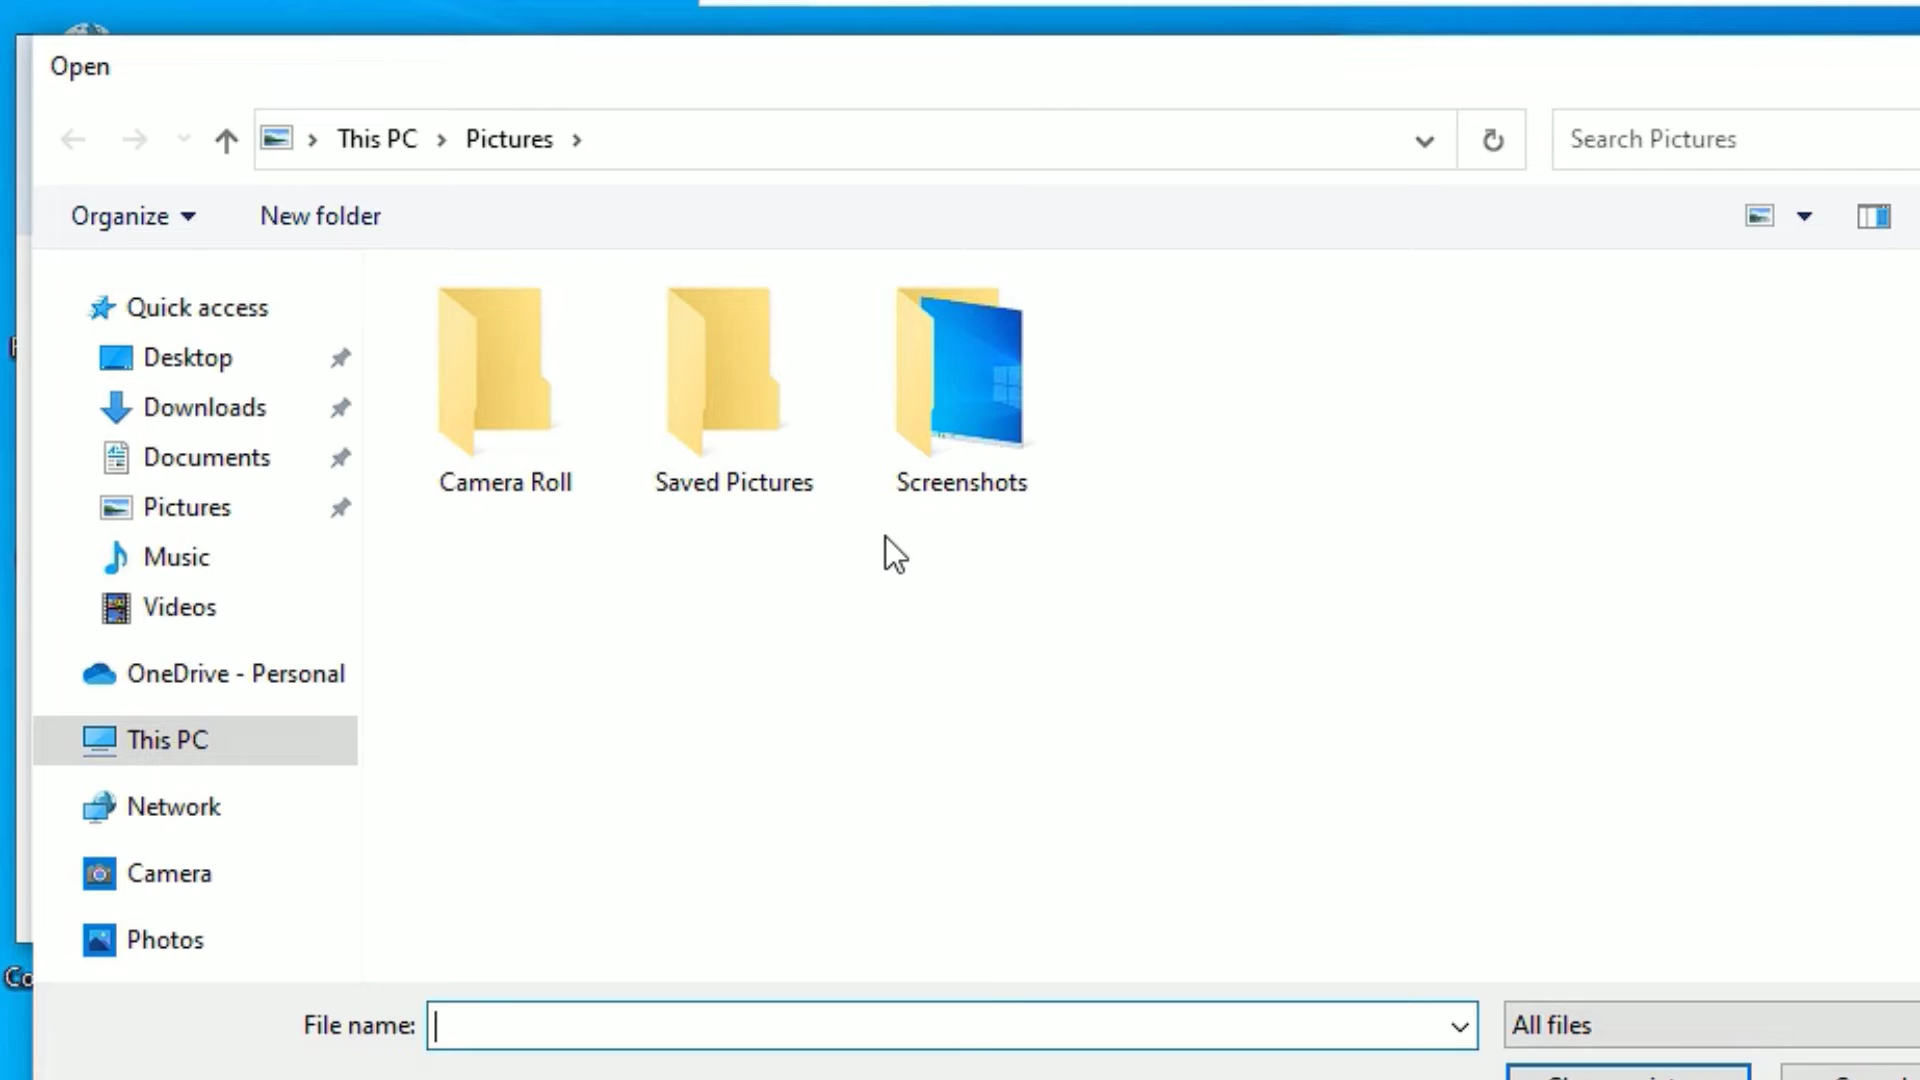 Open
This PC
Pictures
Search Pictures
Organize
New folder
Quick access
Desktop
Downloads
Documents
Pictures
Music
Videos
OneDrive - Personal
This PC
Network
Camera
Photos
Camera Roll
Saved Pictures
Screenshots
Co
File name:
All files